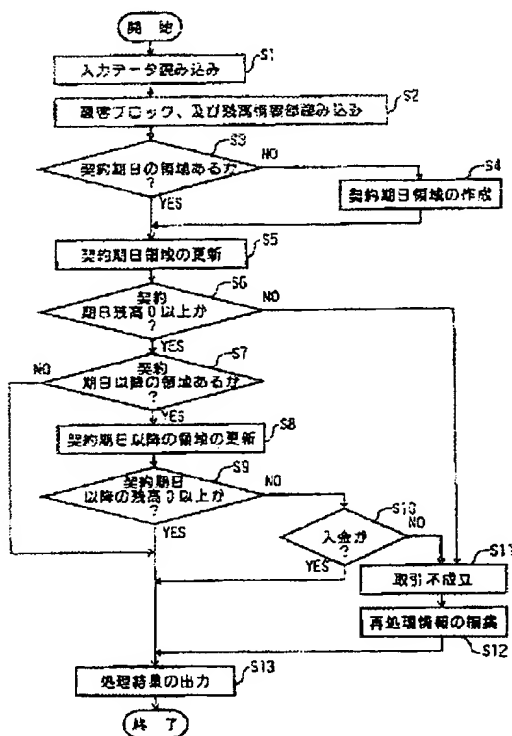 開 始
S1
入力データ読み込み
S2
顧客ブロック、及び残高情報部読み込み
S3
契約期日の領域あるか
?
NO
YES
S4
契約期日領域の作成
S5
契約期日領域の更新
S6
契約
期日残高0以上か
?
NO
YES
S7
契約
期日以降の領域あるか
?
NO
YES
S8
契約期日以降の領域の更新
S9
契約期日
以降の残高0以上か
?
NO
YES
S10
入金か
?
NO
YES
S11
取引不成立
再処理情報の編集
S12
S13
処理結果の出力
終 了